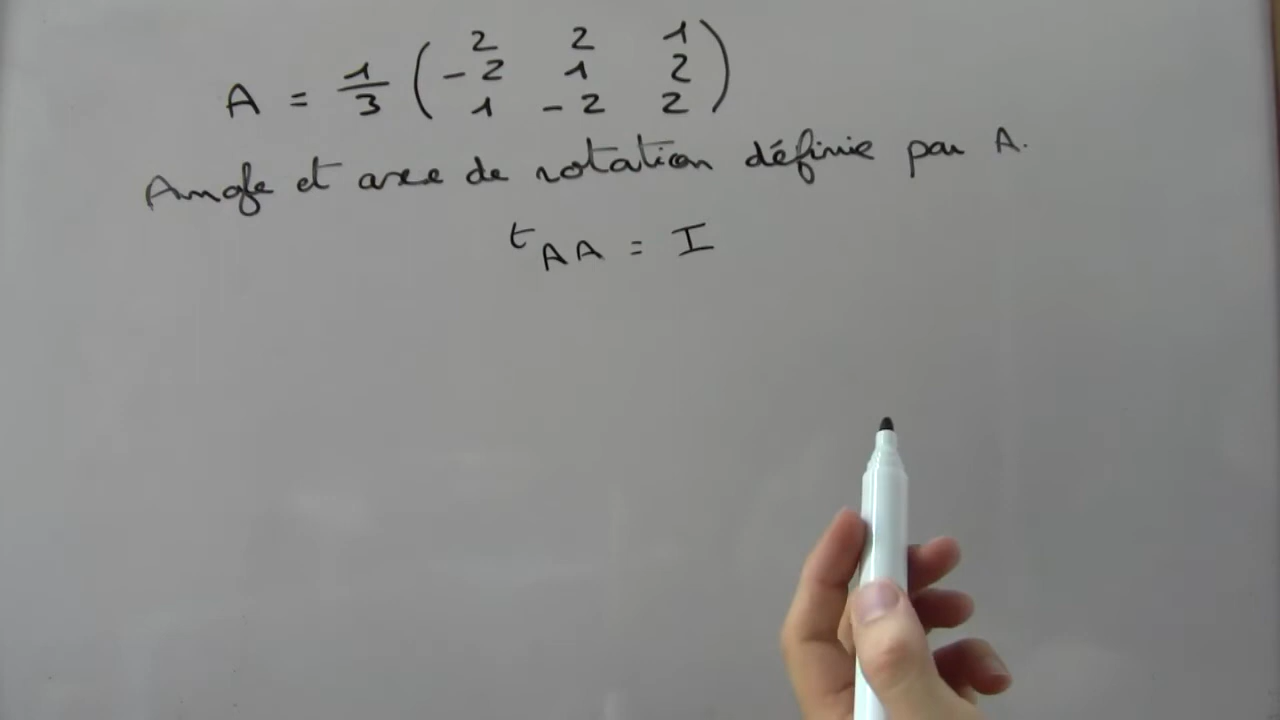 A = 1/3 ( 2 2 1
-2 1 2
1 -2 2 )
Angle et axe de rotation définie par A.
ᵗAA = I